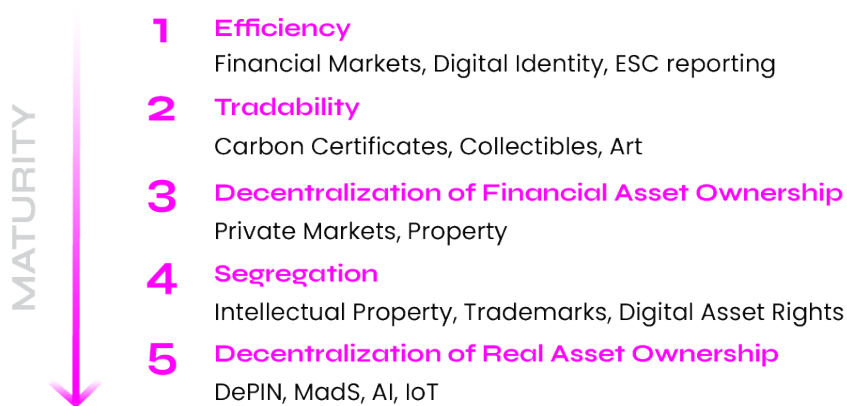 MATURITY
1 Efficiency
Financial Markets, Digital Identity, ESC reporting
2 Tradability
Carbon Certificates, Collectibles, Art
3 Decentralization of Financial Asset Ownership
Private Markets, Property
4 Segregation
Intellectual Property, Trademarks, Digital Asset Rights
5 Decentralization of Real Asset Ownership
DePIN, MadS, AI, IoT